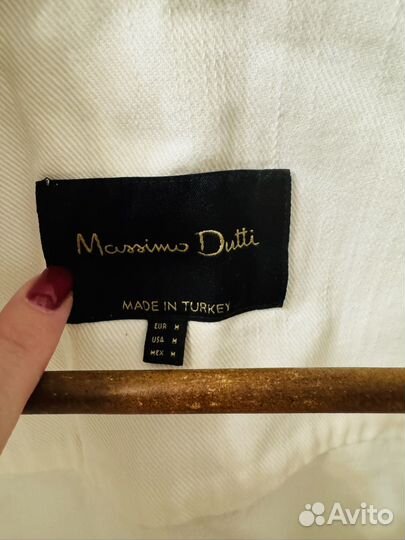 Massimo Dutti
MADE IN TURKEY
EUR M
USA M
MEX M
Avito